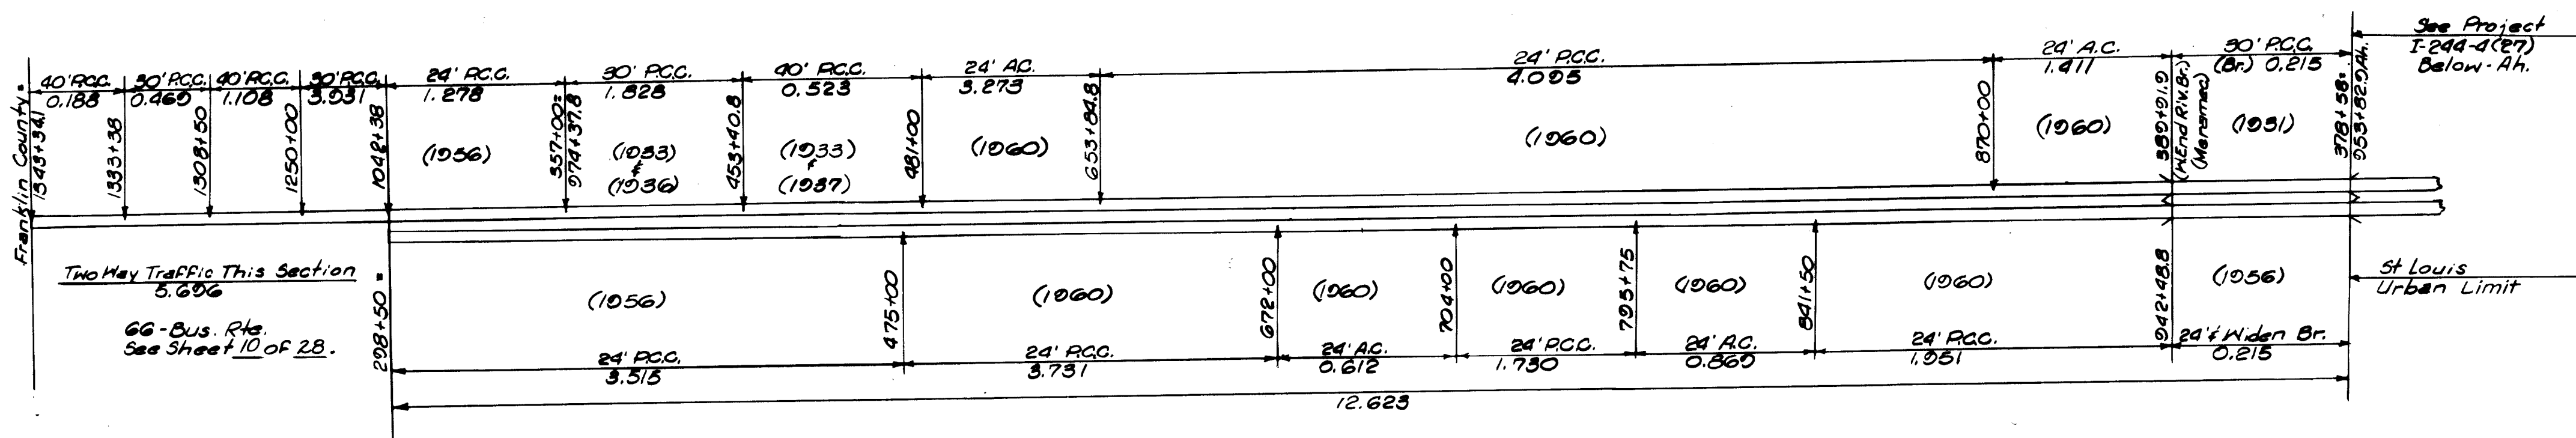 See Project
I-244-4(27)
Below-Ah.
40' P.C.C.
0.188
30' P.C.C.
0.469
40' P.C.C.
1.108
30' P.C.C.
3.931
24' P.C.C.
1.278
30' P.C.C.
1.828
40' P.C.C.
0.523
24' A.C.
3.273
24' P.C.C.
4.095
24' A.C.
1.411
30' P.C.C.
(Br.) 0.215
Franklin County =
1343+34.1
1333+38
1308+50
1250+00
1042+38
(1956)
357+00=
974+37.8
(1933)
&
(1936)
453+40.8
(1933)
&
(1937)
481+00
(1960)
653+84.8
(1960)
870+00
(1960)
389+91.9
(W.End Riv.Br.)
(Meramec)
(1931)
378+58=
953+82.9 Ah.
Two Way Traffic This Section
5.696
66-Bus. Rte.
See Sheet 10 of 28.
298+50 =
(1956)
475+00
(1960)
672+00
(1960)
704+00
(1960)
795+75
(1960)
841+50
(1960)
942+48.8
(1956)
St Louis
Urban Limit
24' P.C.C.
3.515
24' P.C.C.
3.731
24' A.C.
0.612
24' P.C.C.
1.730
24' A.C.
0.869
24' P.C.C.
1.951
24' & Widen Br.
0.215
12.623